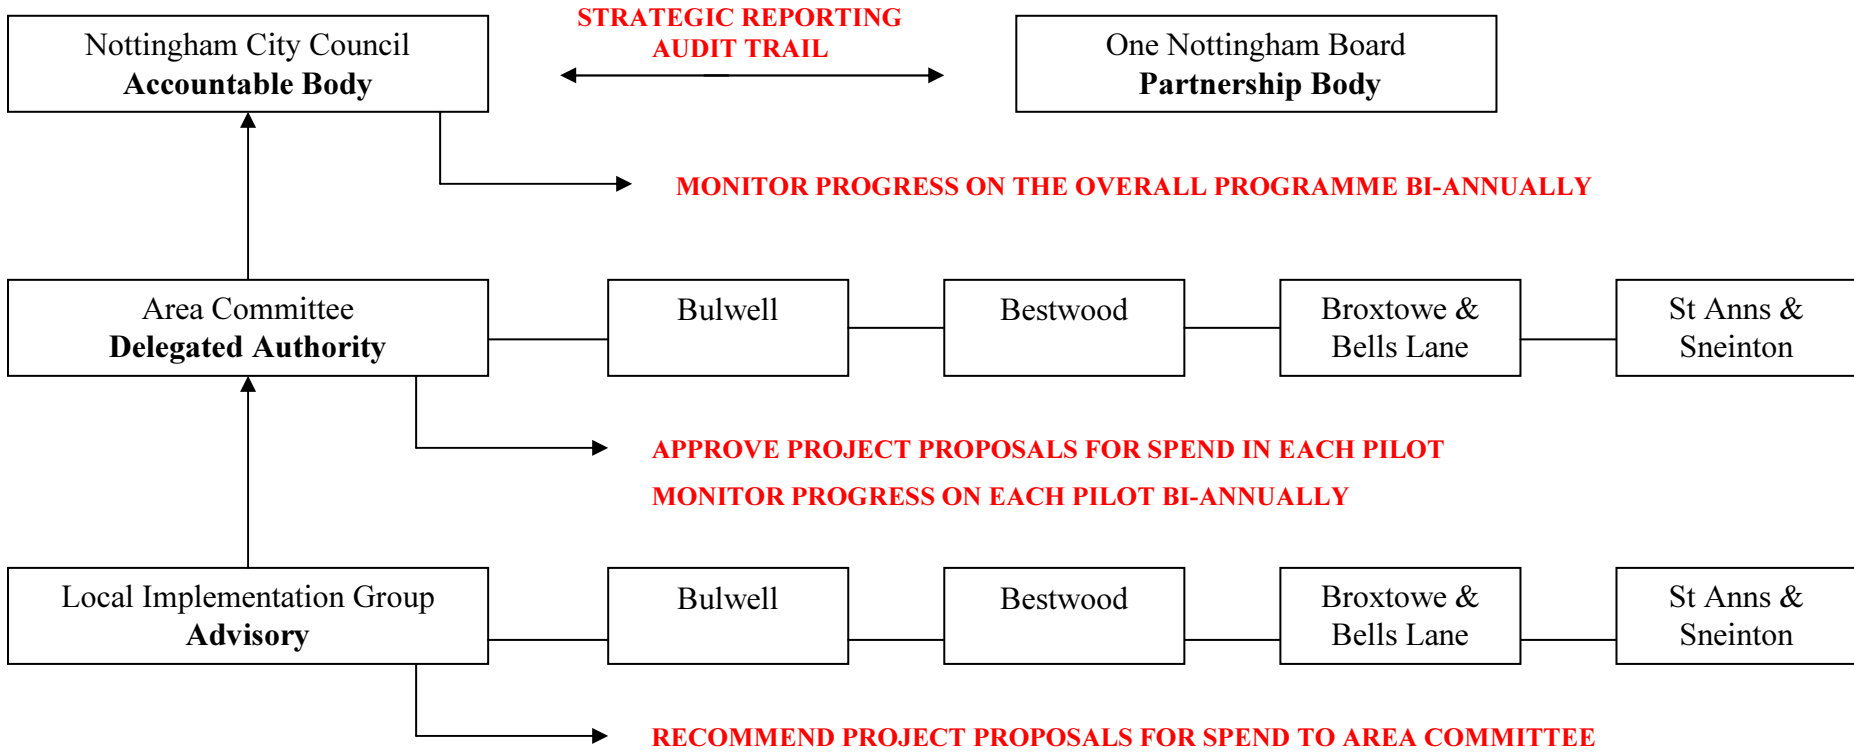 STRATEGIC REPORTING
AUDIT TRAIL
Nottingham City Council
Accountable Body
One Nottingham Board
Partnership Body
MONITOR PROGRESS ON THE OVERALL PROGRAMME BI-ANNUALLY
Area Committee
Delegated Authority
Bulwell
Bestwood
Broxtowe &
Bells Lane
St Anns &
Sneinton
APPROVE PROJECT PROPOSALS FOR SPEND IN EACH PILOT
MONITOR PROGRESS ON EACH PILOT BI-ANNUALLY
Local Implementation Group
Advisory
Bulwell
Bestwood
Broxtowe &
Bells Lane
St Anns &
Sneinton
RECOMMEND PROJECT PROPOSALS FOR SPEND TO AREA COMMITTEE